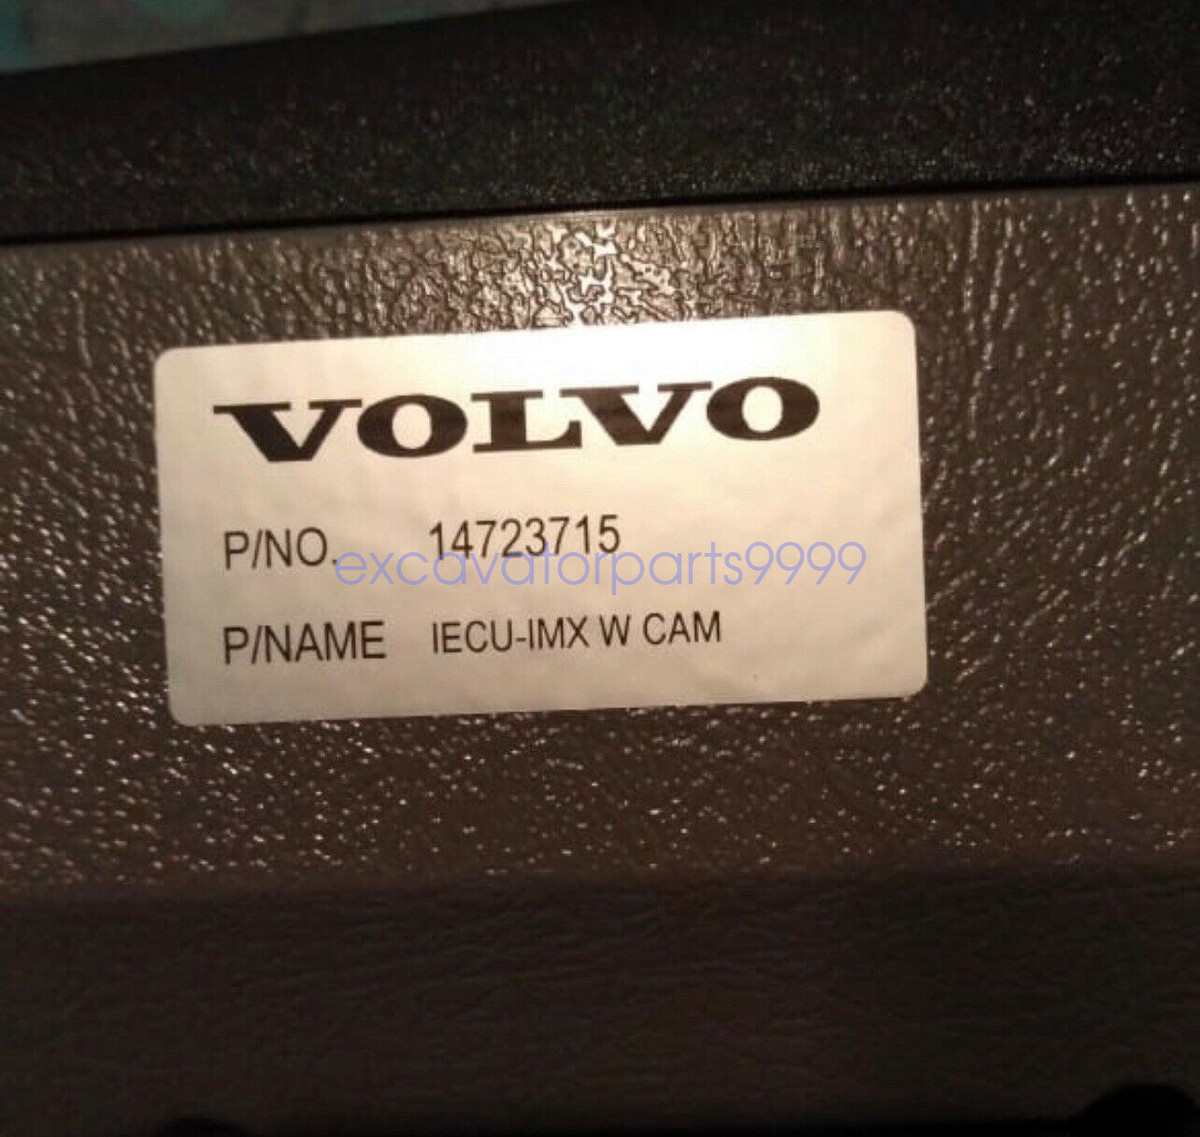 VOLVO
P/NO. 14723715
excavatorparts9999
P/NAME IECU-IMX W CAM